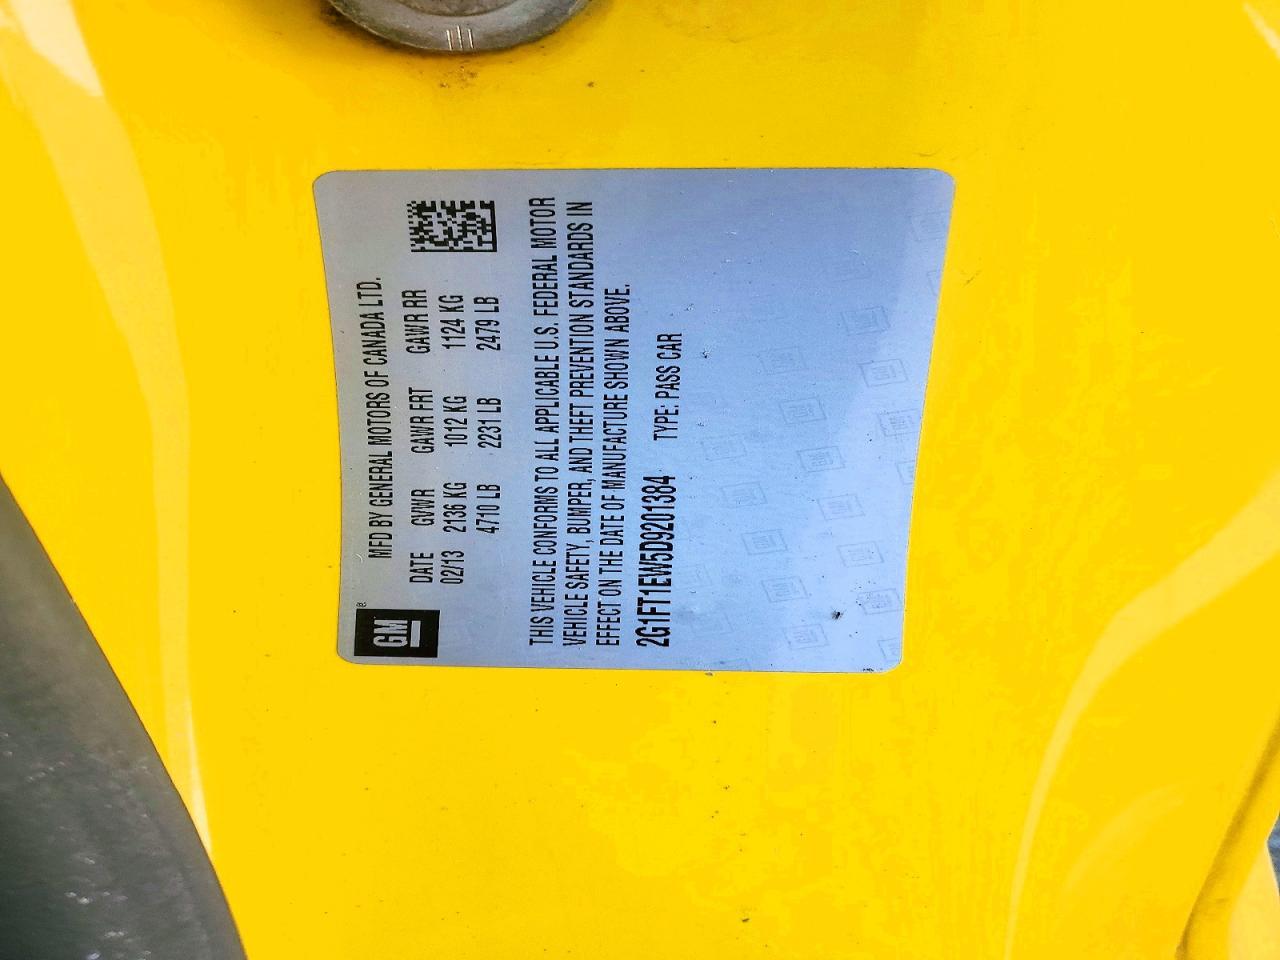 GM ®
MFD BY GENERAL MOTORS OF CANADA LTD.
DATE GVWR GAWR FRT GAWR RR
02/13 2136 KG 1012 KG 1124 KG
4710 LB 2231 LB 2479 LB
THIS VEHICLE CONFORMS TO ALL APPLICABLE U.S. FEDERAL MOTOR
VEHICLE SAFETY, BUMPER, AND THEFT PREVENTION STANDARDS IN
EFFECT ON THE DATE OF MANUFACTURE SHOWN ABOVE.
2G1FT1EW5D9201384 TYPE: PASS CAR